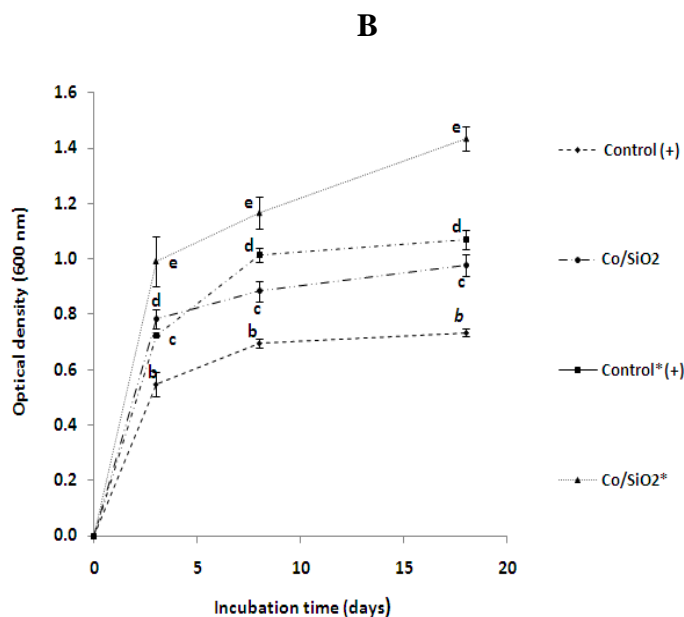 B
1.6
1.4
1.2
1.0
0.8
0.6
0.4
0.2
0.0
Optical density (600 nm)
0
5
10
15
20
Incubation time (days)
e
e
e
d
d
d
c
c
c
b
b
b
Control (+)
Co/SiO2
Control* (+)
Co/SiO2*